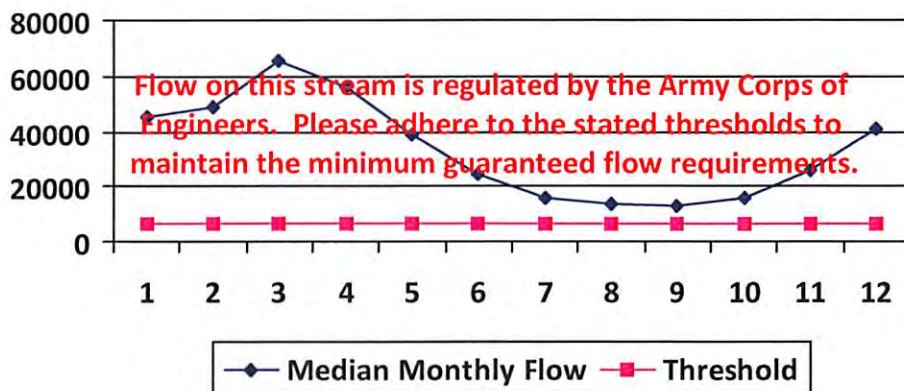 80000
60000
40000
20000
0
Flow on this stream is regulated by the Army Corps of
Engineers. Please adhere to the stated thresholds to
maintain the minimum guaranteed flow requirements.
1 2 3 4 5 6 7 8 9 10 11 12
Median Monthly Flow Threshold